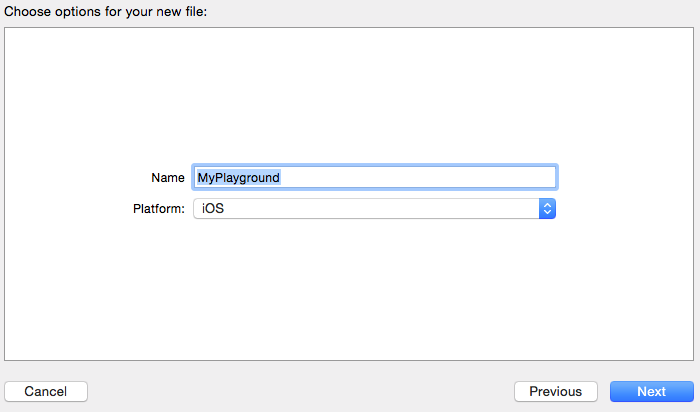 Choose options for your new file:
Name MyPlayground
Platform: iOS
Cancel Previous Next